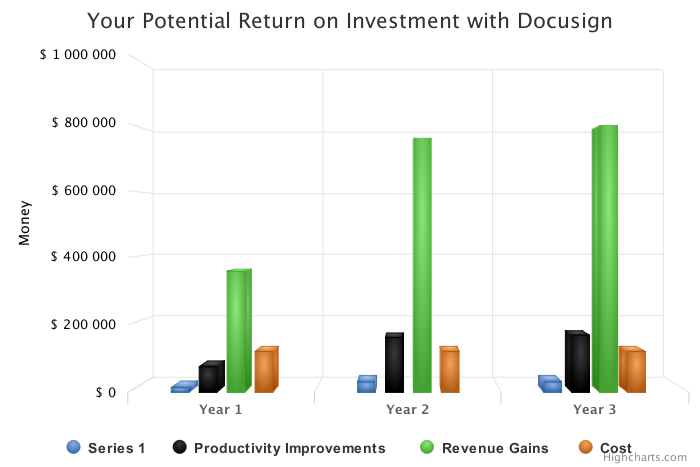 Your Potential Return on Investment with Docusign
$ 1 000 000
$ 800 000
$ 600 000
$ 400 000
$ 200 000
$ 0
Money
Year 1
Year 2
Year 3
Series 1
Productivity Improvements
Revenue Gains
Cost
Highcharts.com